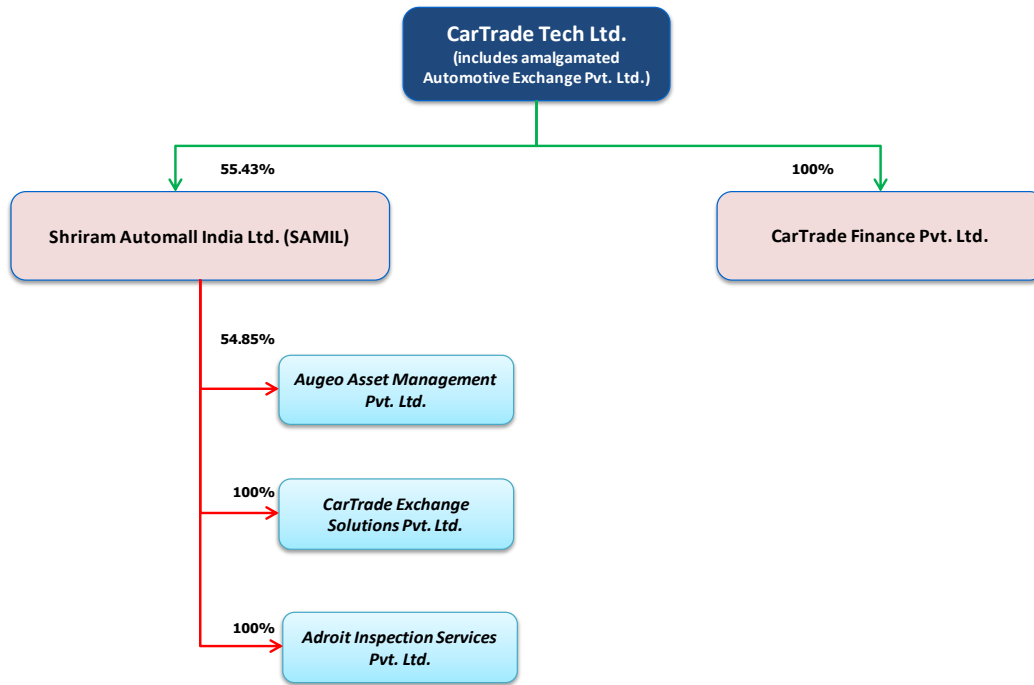 CarTrade Tech Ltd.
(includes amalgamated
Automotive Exchange Pvt. Ltd.)
55.43%
100%
Shriram Automall India Ltd. (SAMIL)
CarTrade Finance Pvt. Ltd.
54.85%
Augeo Asset Management
Pvt. Ltd.
100%
CarTrade Exchange
Solutions Pvt. Ltd.
100%
Adroit Inspection Services
Pvt. Ltd.